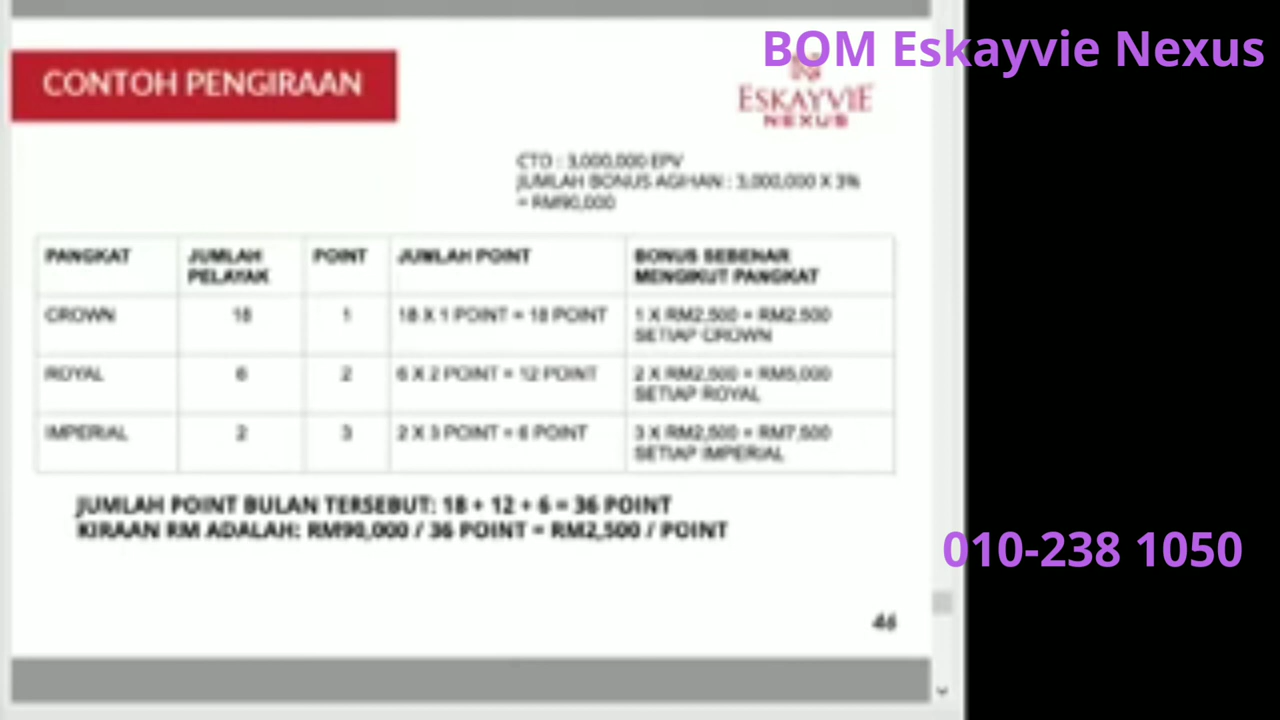 BOM Eskayvie Nexus
CONTOH PENGIRAAN
ESKAYVIE
NEXUS
CTO : 3,000,000 EPV
JUMLAH BONUS AGIHAN : 3,000,000 X 3%
= RM90,000
PANGKAT JUMLAH PELAYAK POINT JUMLAH POINT BONUS SEBENAR MENGIKUT PANGKAT
CROWN 18 1 18 X 1 POINT = 18 POINT 1 X RM2,500 = RM2,500
SETIAP CROWN
ROYAL 6 2 6 X 2 POINT = 12 POINT 2 X RM2,500 = RM5,000
SETIAP ROYAL
IMPERIAL 2 3 2 X 3 POINT = 6 POINT 3 X RM2,500 = RM7,500
SETIAP IMPERIAL
JUMLAH POINT BULAN TERSEBUT: 18 + 12 + 6 = 36 POINT
KIRAAN RM ADALAH: RM90,000 / 36 POINT = RM2,500 / POINT
010-238 1050
46